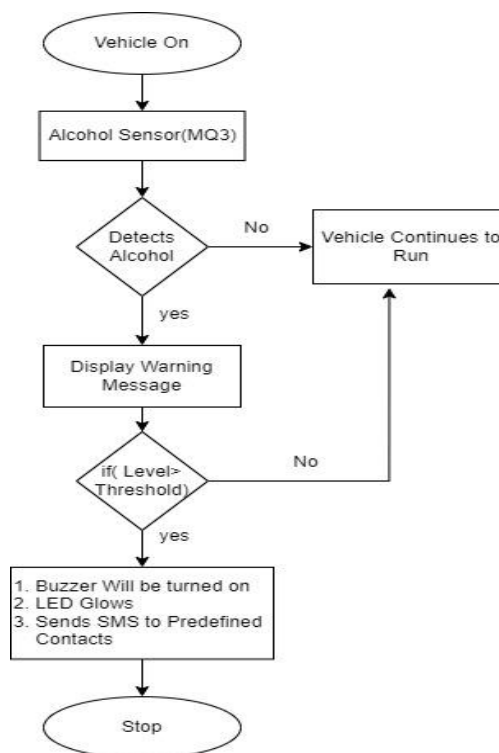 Vehicle On
Alcohol Sensor(MQ3)
Detects
Alcohol
No
Vehicle Continues to
Run
yes
Display Warning
Message
if( Level>
Threshold)
No
yes
1. Buzzer Will be turned on
2. LED Glows
3. Sends SMS to Predefined
Contacts
Stop